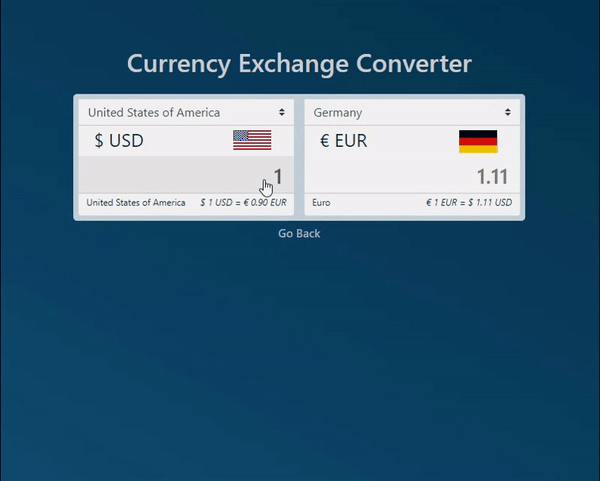 Currency Exchange Converter
United States of America
$ USD
1
United States of America $ 1 USD = € 0.90 EUR
Germany
€ EUR
1.11
Euro € 1 EUR = $ 1.11 USD
Go Back